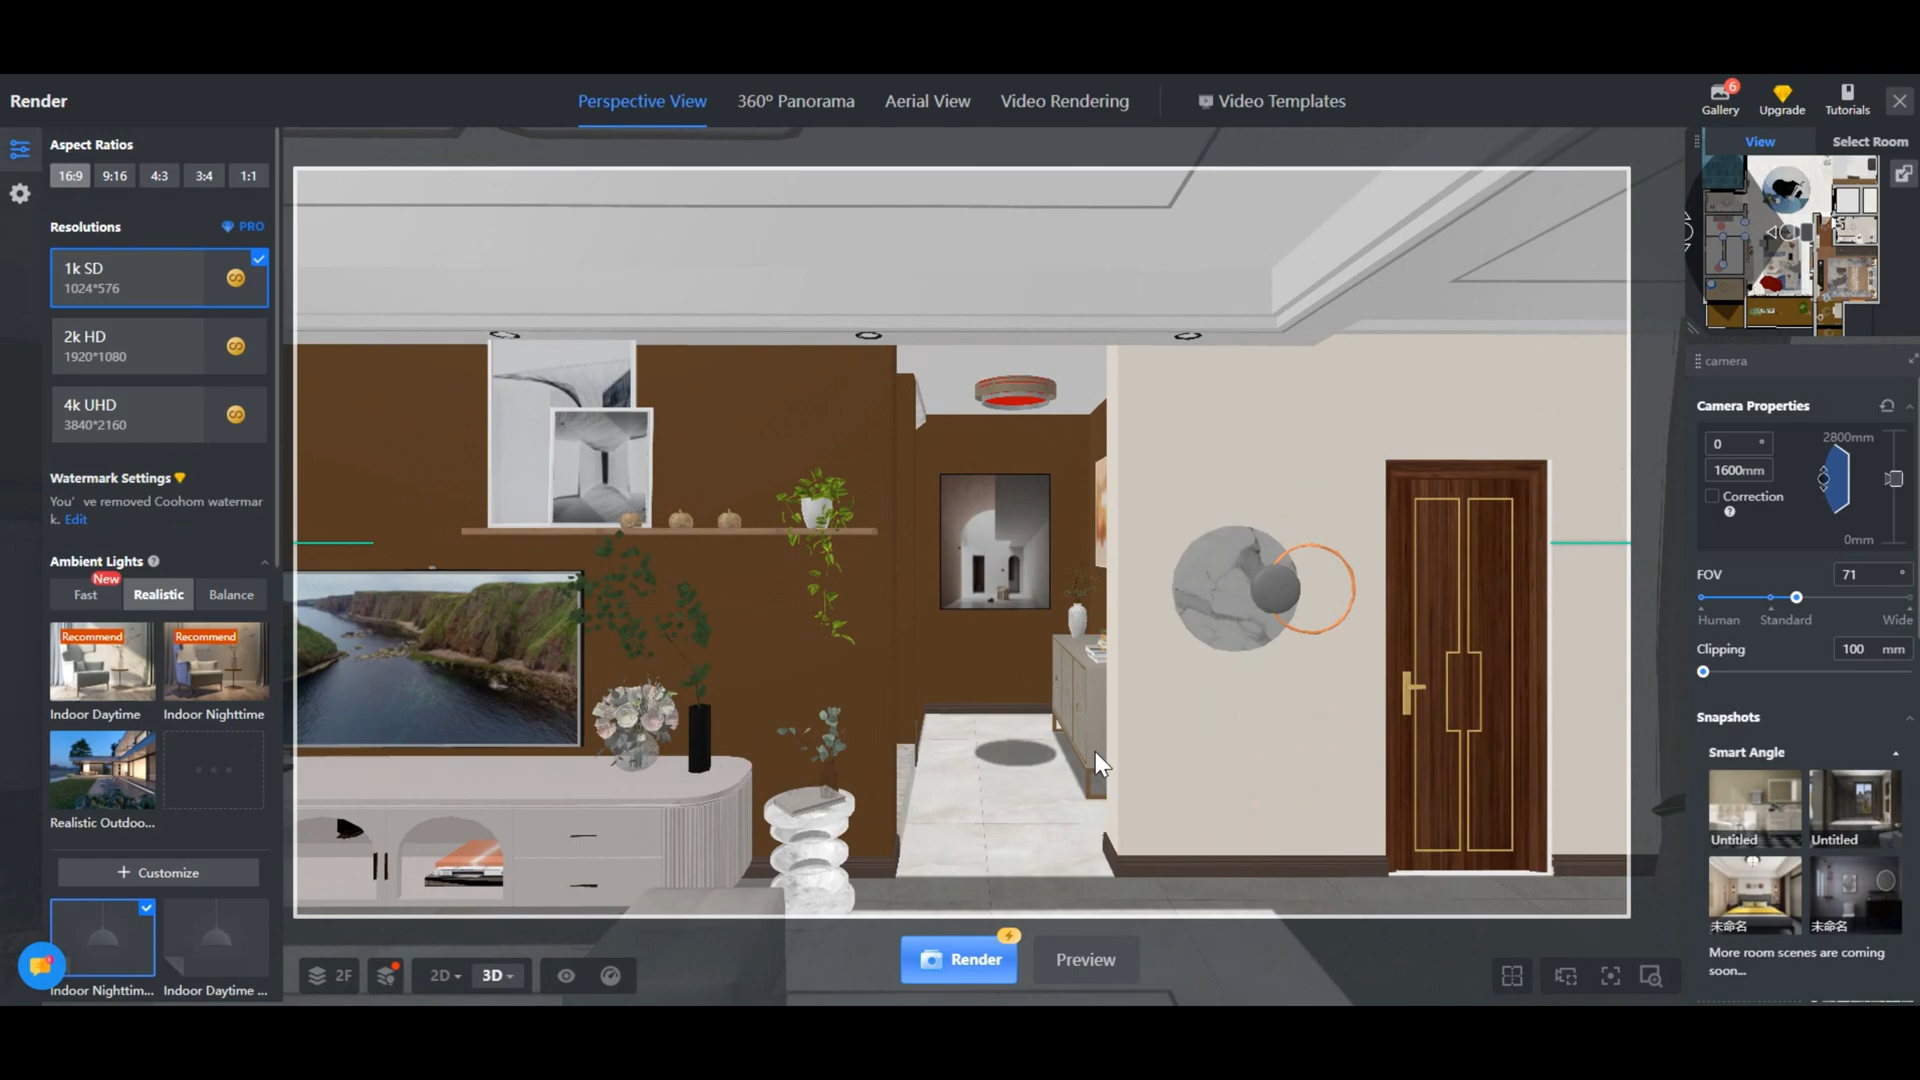 Render
Perspective View
360º Panorama
Aerial View
Video Rendering
Video Templates
6
Gallery
Upgrade
Tutorials
Aspect Ratios
16:9
9:16
4:3
3:4
1:1
Resolutions
PRO
1k SD
1024*576
2k HD
1920*1080
4k UHD
3840*2160
Watermark Settings
You’ ve removed Coohom watermar
k. Edit
Ambient Lights
New
Fast
Realistic
Balance
Recommend
Recommend
Indoor Daytime
Indoor Nighttime
Realistic Outdoo...
+ Customize
Indoor Nighttim...
Indoor Daytime ...
2F
2D
3D
Render
Preview
View
Select Room
camera
Camera Properties
0 °
2800mm
1600mm
Correction
0mm
FOV
71 °
Human
Standard
Wide
Clipping
100 mm
Snapshots
Smart Angle
Untitled
Untitled
未命名
未命名
More room scenes are coming
soon...